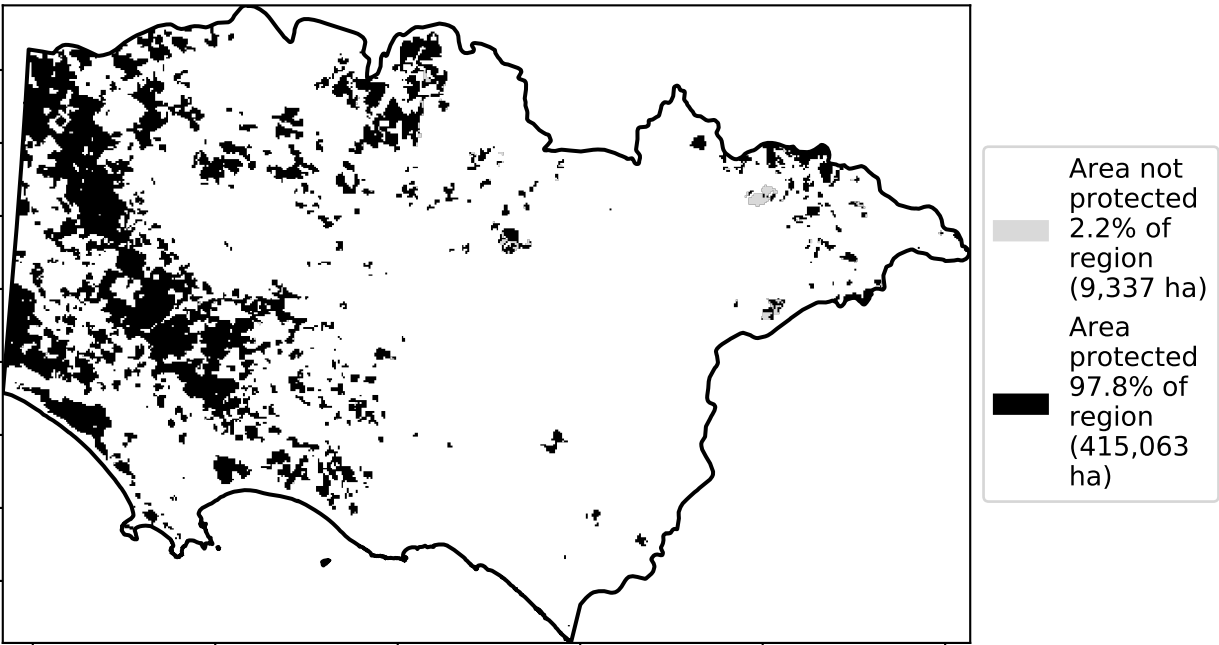 Area not
protected
2.2% of
region
(9,337 ha)
Area
protected
97.8% of
region
(415,063
ha)